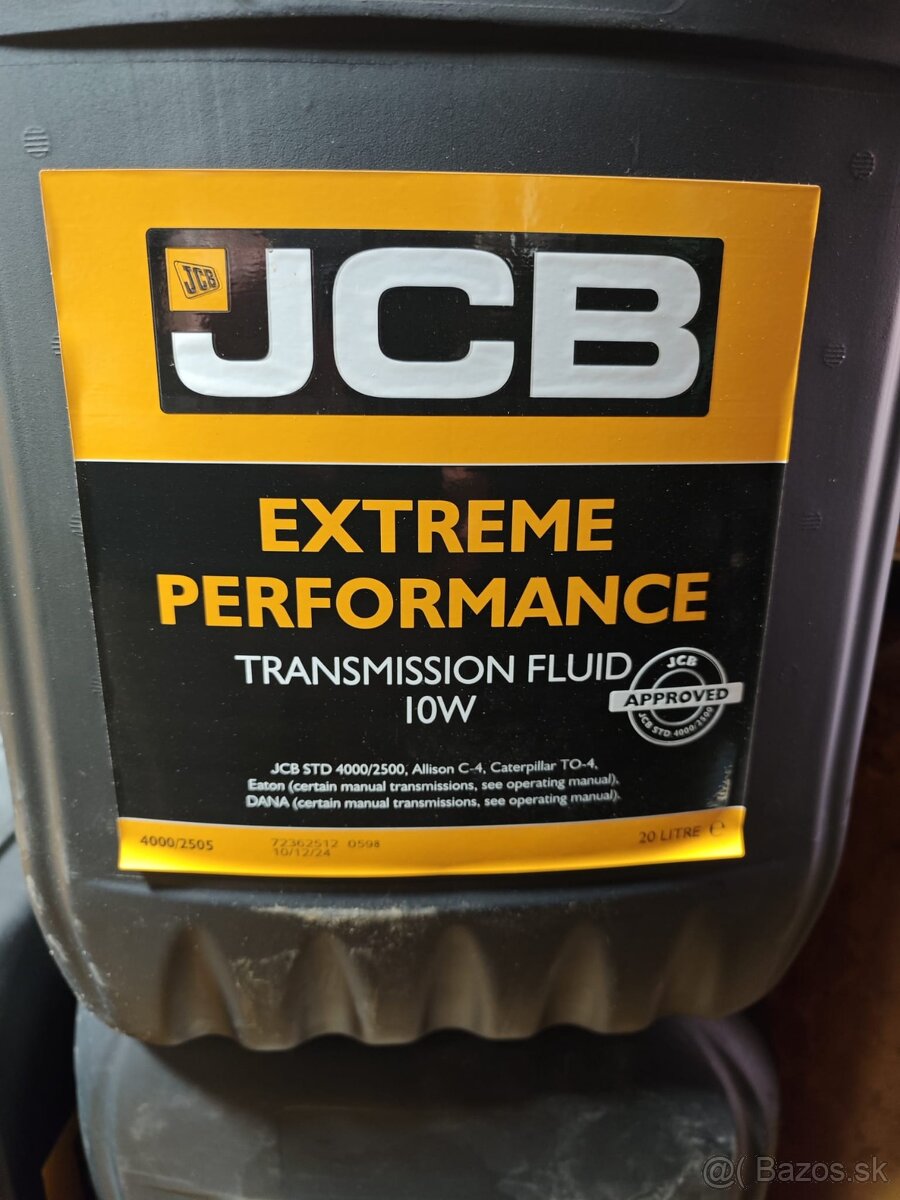 JCB
JCB
EXTREME
PERFORMANCE
TRANSMISSION FLUID
10W
JCB
APPROVED
JCB STD 4000/2500
JCB STD 4000/2500, Allison C-4, Caterpillar TO-4,
Eaton (certain manual transmissions, see operating manual),
DANA (certain manual transmissions, see operating manual).
4000/2505
72362512 0598
10/12/24
20 LITRE e
@( Bazos.sk